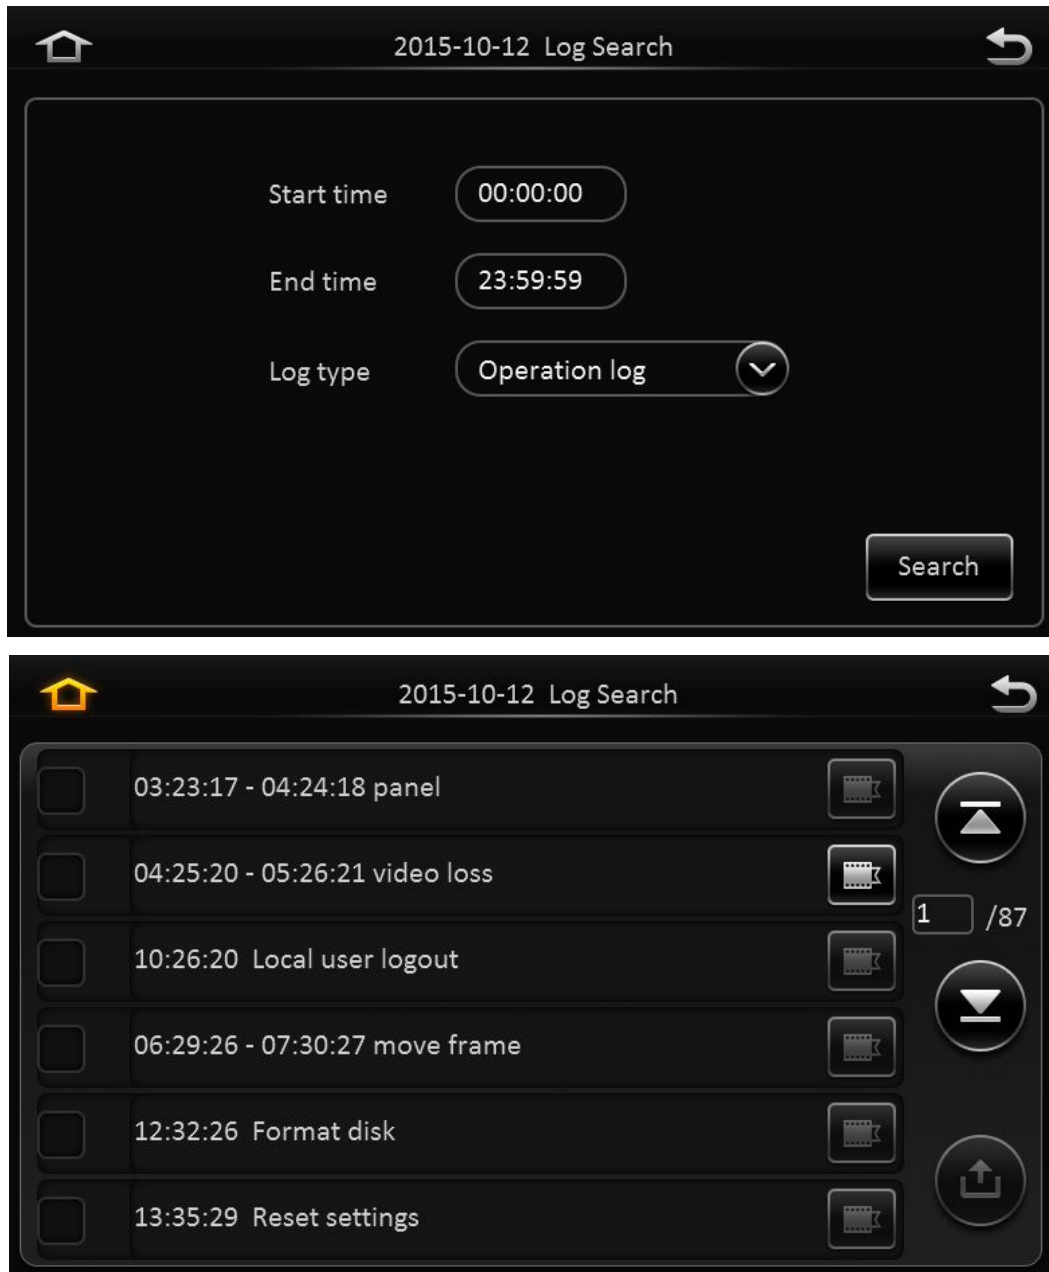 2015-10-12 Log Search
Start time 00:00:00
End time 23:59:59
Log type Operation log
Search
2015-10-12 Log Search
03:23:17 - 04:24:18 panel
04:25:20 - 05:26:21 video loss
1 /87
10:26:20 Local user logout
06:29:26 - 07:30:27 move frame
12:32:26 Format disk
13:35:29 Reset settings